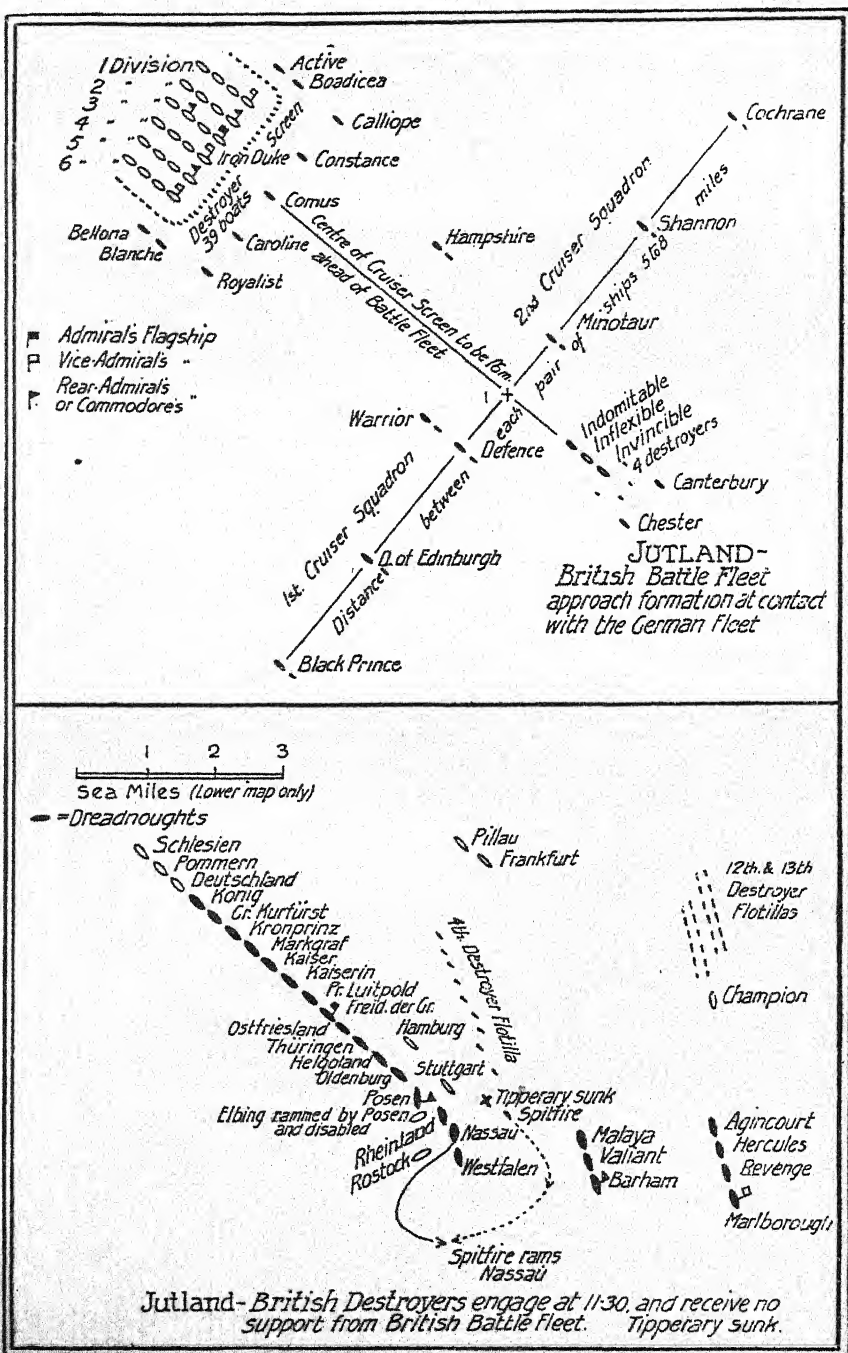 1 Division
2 " "
3 " "
4 " "
5 " "
6 " "
Active
Boadicea
Calliope
Iron Duke
Constance
Destroyer Screen
39 boats
Comus
Caroline
Bellona
Blanche
Royalist
Hampshire
Cochrane
Shannon
Minotaur
2nd Cruiser Squadron
Centre of Cruiser Screen to be 16m.
ahead of Battle Fleet
Admiral's Flagship
Vice-Admiral's "
Rear-Admiral's
or Commodore's "
1
Warrior
Defence
1st. Cruiser Squadron
D. of Edinburgh
Black Prince
Distance between each pair of ships 5 to 8 miles
Indomitable
Inflexible
Invincible
4 destroyers
Canterbury
Chester
JUTLAND-
British Battle Fleet
approach formation at contact
with the German Fleet
1 2 3
Sea Miles (Lower map only)
=Dreadnoughts
Schlesien
Pommern
Deutschland
König
Gr. Kurfürst
Kronprinz
Markgraf
Kaiser
Kaiserin
Pr. Luitpold
Freid. der Gr.
Ostfriesland
Thüringen
Helgoland
Oldenburg
Posen
Elbing rammed by Posen
and disabled
Rheinland
Rostock
Nassau
Westfalen
Pillau
Frankfurt
4th. Destroyer Flotilla
Hamburg
Stuttgart
Tipperary sunk
Spitfire
12th. & 13th
Destroyer
Flotillas
Champion
Malaya
Valiant
Barham
Agincourt
Hercules
Revenge
Marlborough
Spitfire rams
Nassau
Jutland-British Destroyers engage at 11·30, and receive no
support from British Battle Fleet. Tipperary sunk.